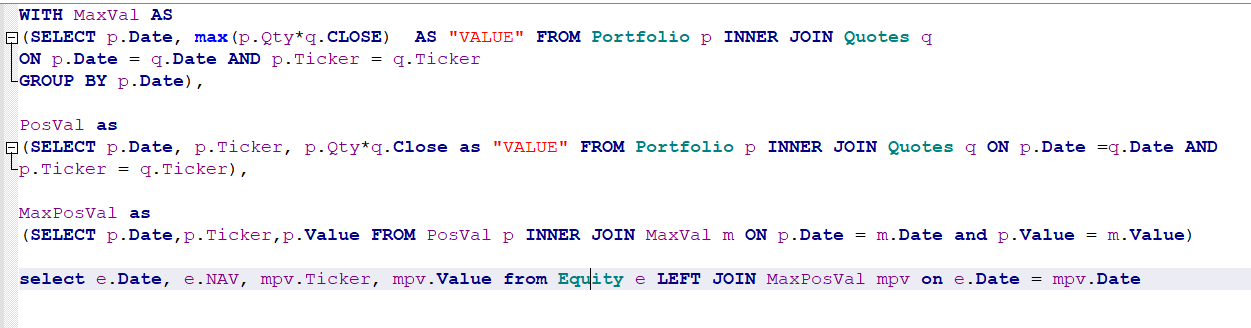 WITH MaxVal AS
(SELECT p.Date, max(p.Qty*q.CLOSE)  AS "VALUE" FROM Portfolio p INNER JOIN Quotes q
ON p.Date = q.Date AND p.Ticker = q.Ticker
GROUP BY p.Date),
PosVal as
(SELECT p.Date, p.Ticker, p.Qty*q.Close as "VALUE" FROM Portfolio p INNER JOIN Quotes q ON p.Date =q.Date AND
p.Ticker = q.Ticker),
MaxPosVal as
(SELECT p.Date,p.Ticker,p.Value FROM PosVal p INNER JOIN MaxVal m ON p.Date = m.Date and p.Value = m.Value)
select e.Date, e.NAV, mpv.Ticker, mpv.Value from Equity e LEFT JOIN MaxPosVal mpv on e.Date = mpv.Date